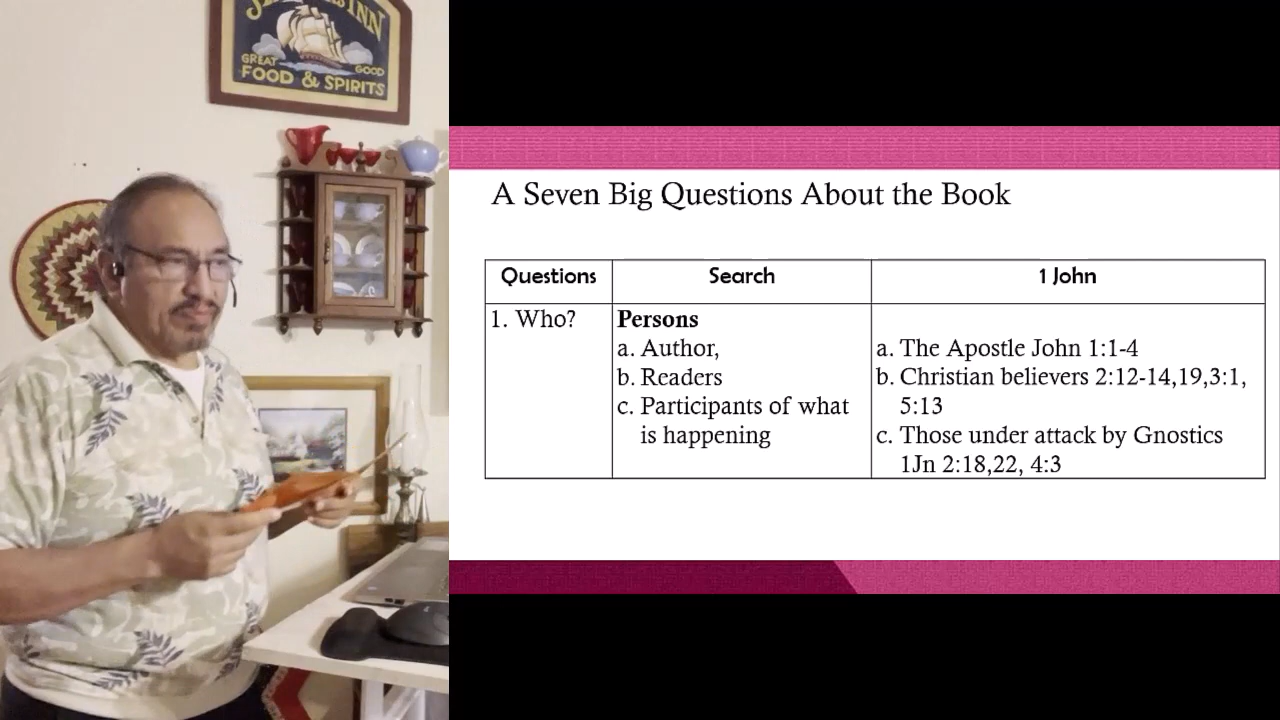 INN
GREAT GOOD
FOOD & SPIRITS
A Seven Big Questions About the Book
Questions Search 1 John
1. Who? Persons
a. Author, a. The Apostle John 1:1-4
b. Readers b. Christian believers 2:12-14,19,3:1,
c. Participants of what 5:13
is happening c. Those under attack by Gnostics
1Jn 2:18,22, 4:3